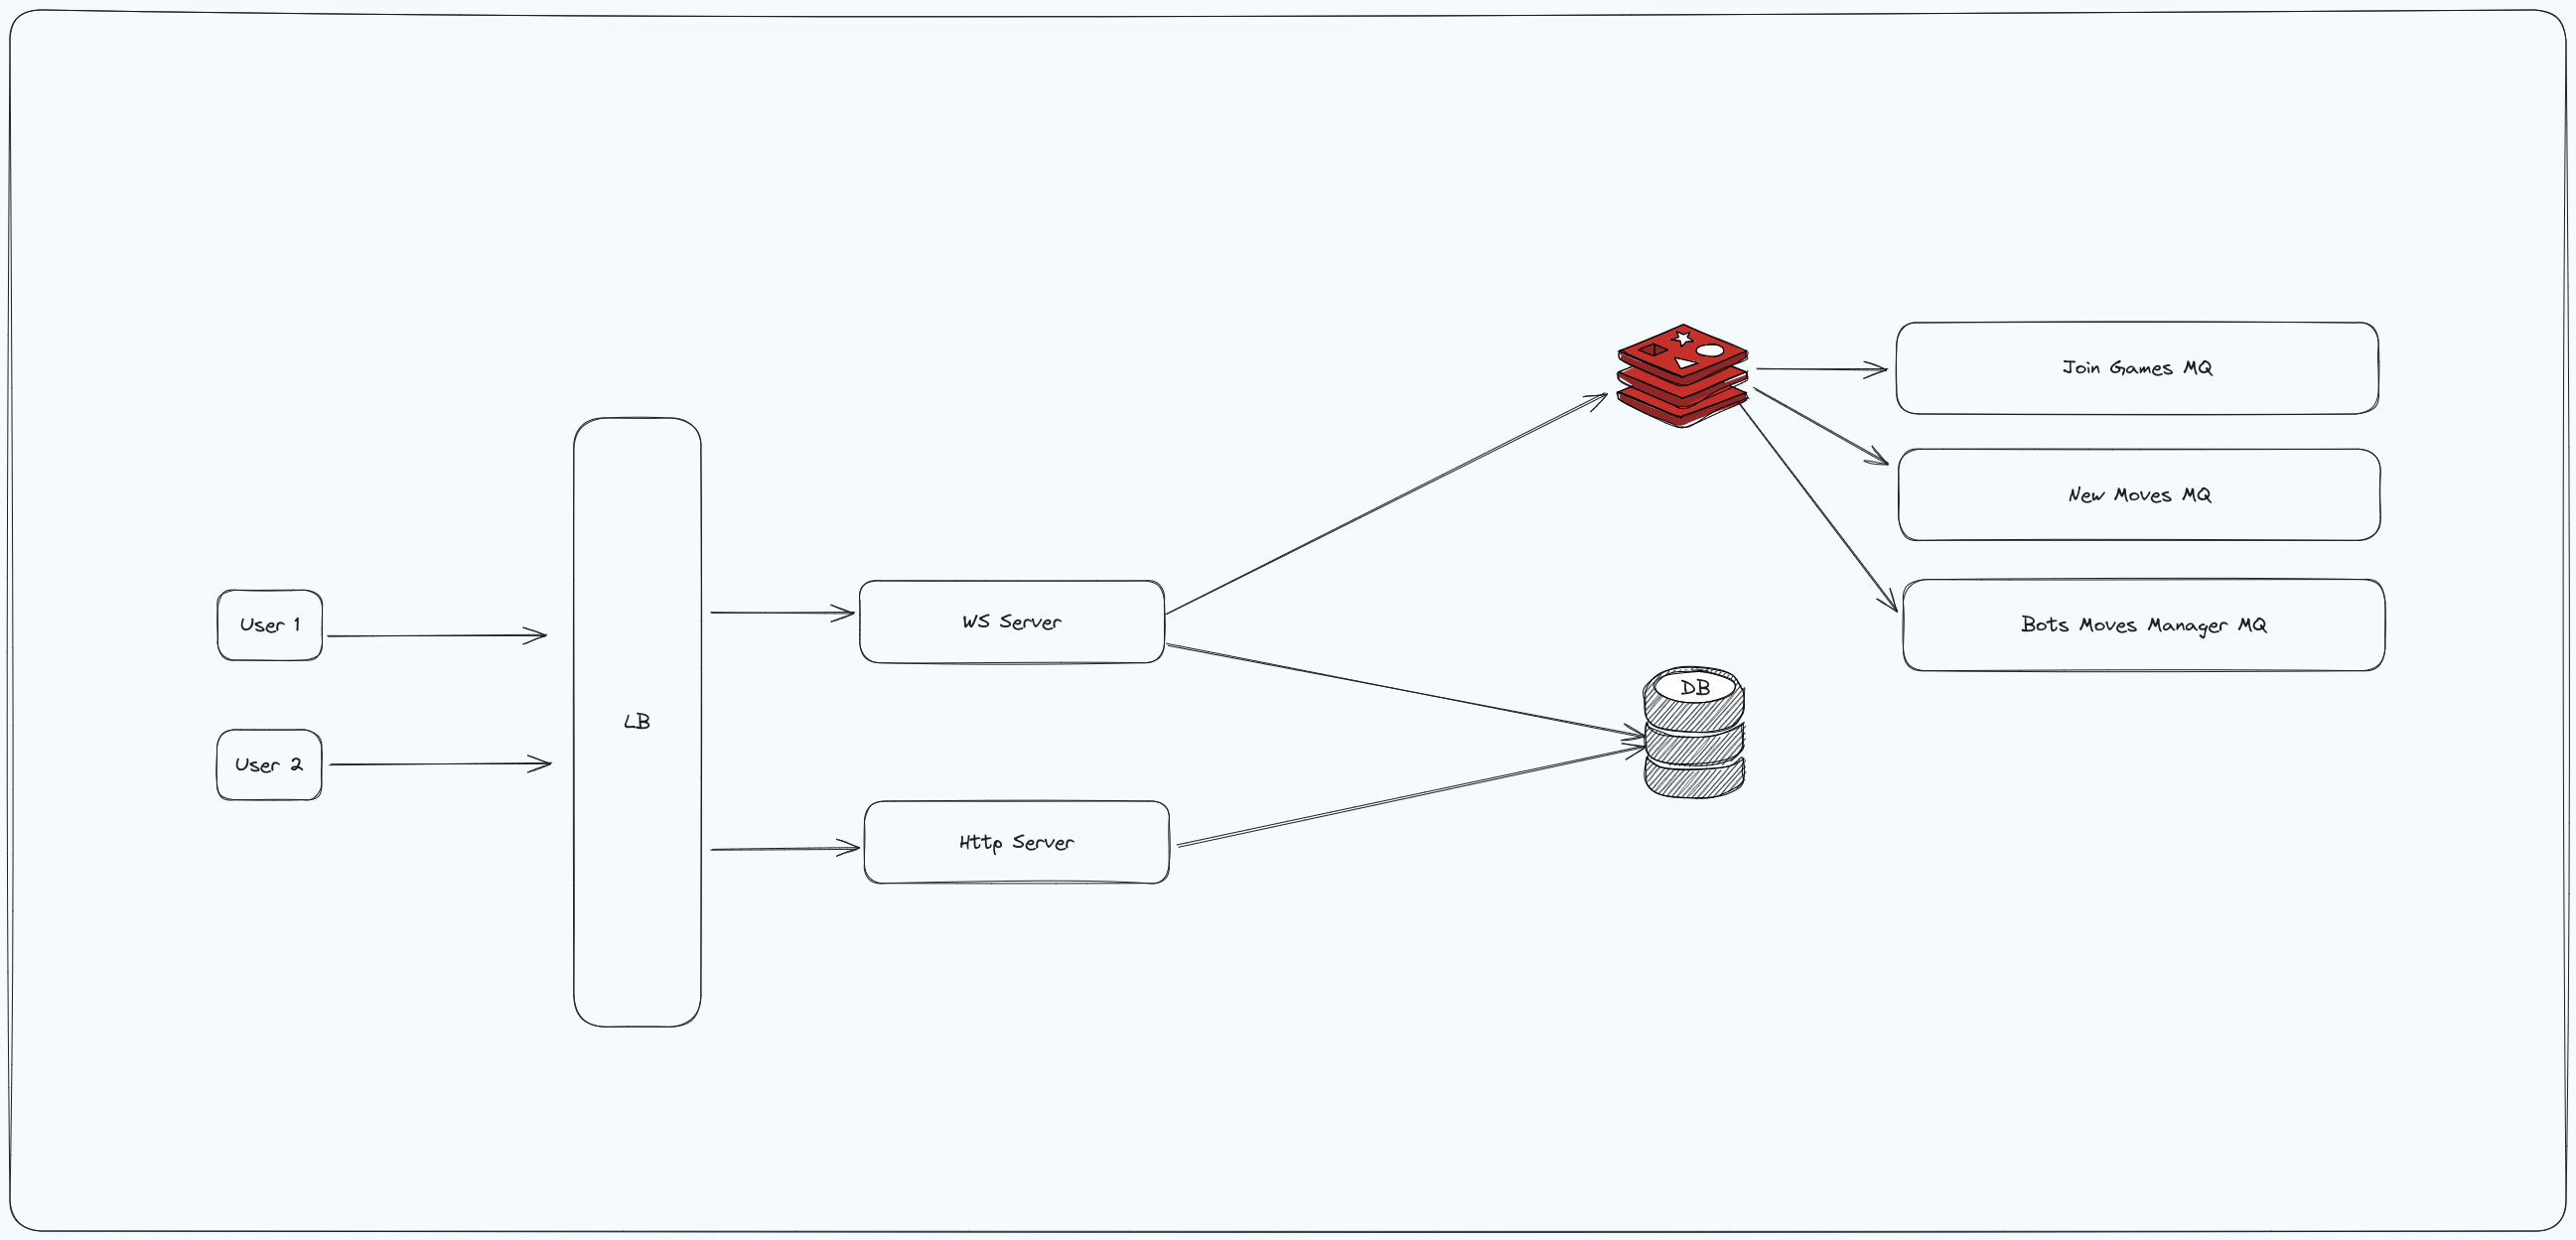 Join Games MQ
New Moves MQ
User 1
WS Server
Bots Moves Manager MQ
DB
LB
User 2
Http Server